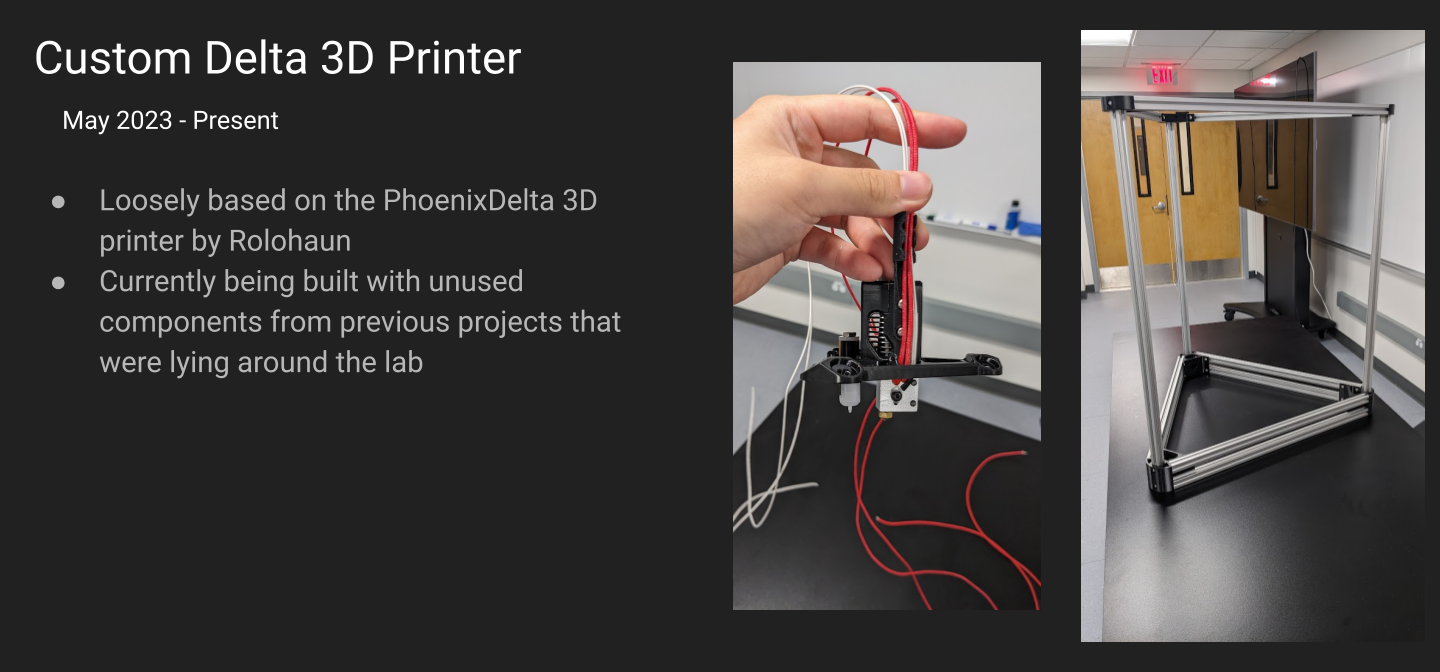 Custom Delta 3D Printer
May 2023 - Present
● Loosely based on the PhoenixDelta 3D
printer by Rolohaun
● Currently being built with unused
components from previous projects that
were lying around the lab
EXIT